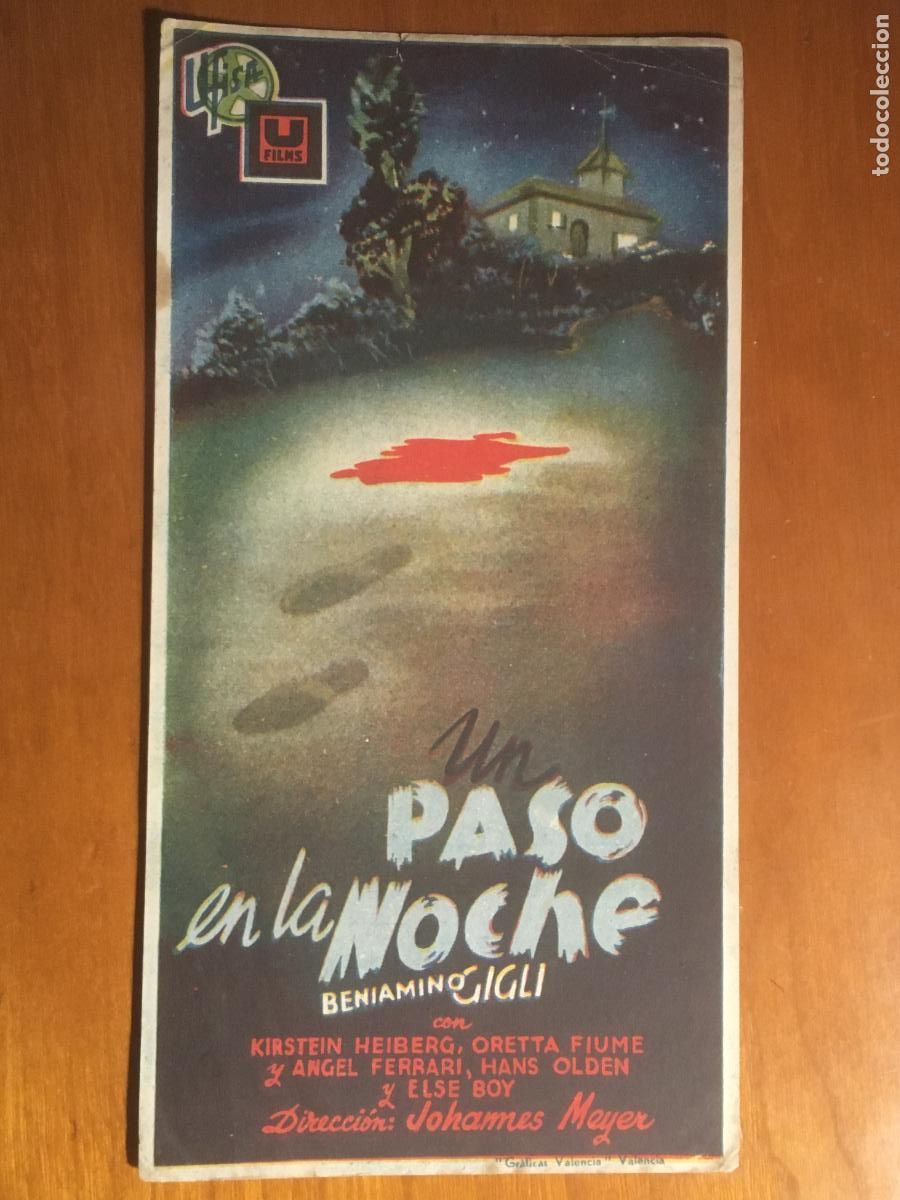 Ufisa
U
FILMS
Un
PASO
en la Noche
BENIAMINO GIGLI
con
KIRSTEIN HEIBERG, ORETTA FIUME
y ANGEL FERRARI, HANS OLDEN
y ELSE BOY
Dirección: Johannes Meyer
"Gráficas Valencia" Valencia
todocoleccion